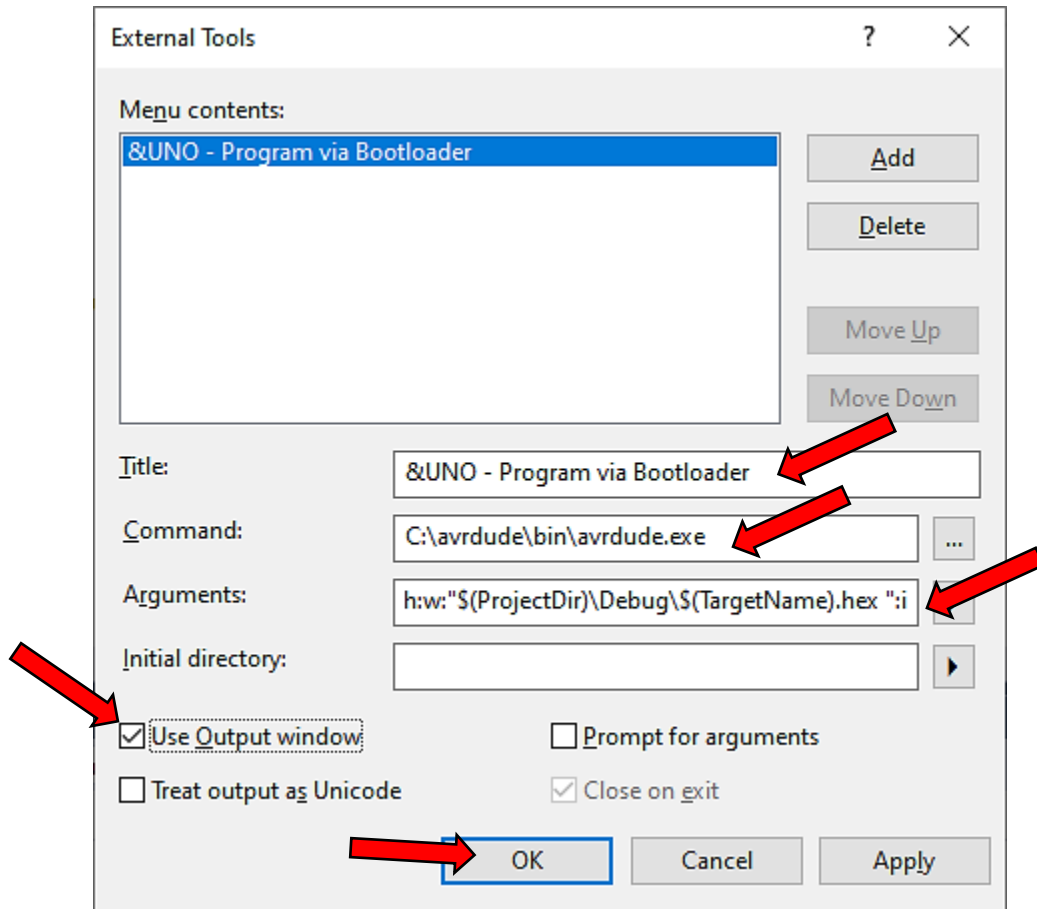 External Tools
?
Menu contents:
&UNO - Program via Bootloader
Add
Delete
Move Up
Move Down
Title:
&UNO - Program via Bootloader
Command:
C:\avrdude\bin\avrdude.exe
...
Arguments:
h:w:"$(ProjectDir)\Debug\$(TargetName).hex ":i
Initial directory:
Use Output window
Prompt for arguments
Treat output as Unicode
Close on exit
OK
Cancel
Apply